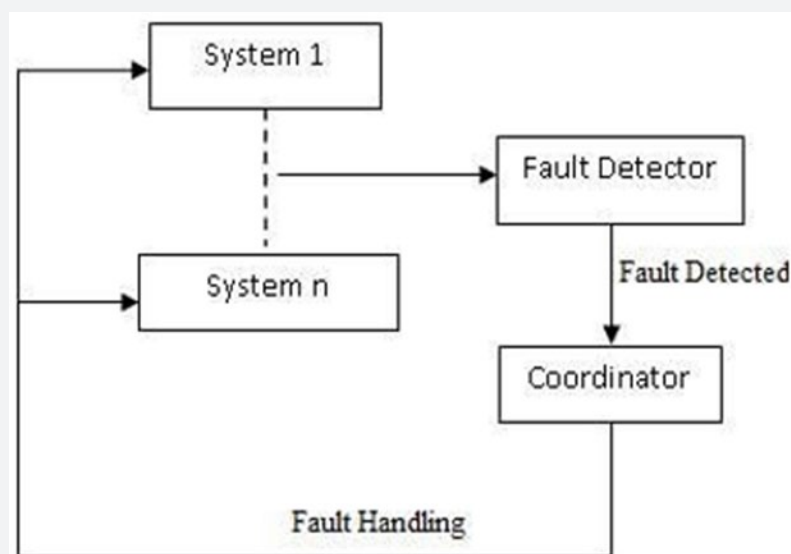 System 1
Fault Detector
Fault Detected
System n
Coordinator
Fault Handling